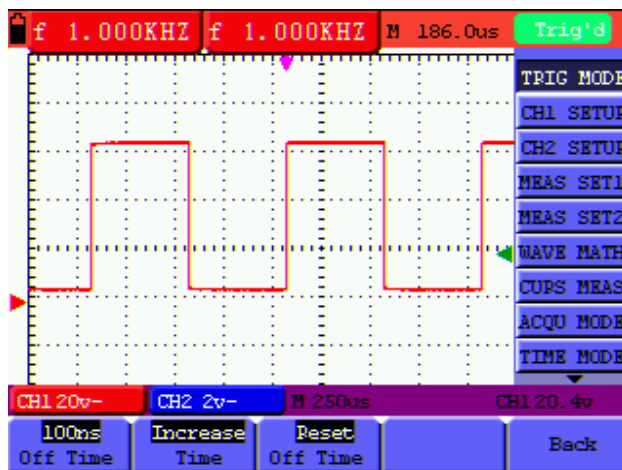 f 1.000KHZ f 1.000KHZ M 186.0us Trig'd
TRIG MODE
CH1 SETUP
CH2 SETUP
MEAS SET1
MEAS SET2
WAVE MATH
CURS MEAS
ACQU MODE
TIME MODE
CH1 20v- CH2 2v- M 250us CH1 20.4v
100ns Increase Reset
Off Time Time Off Time Back